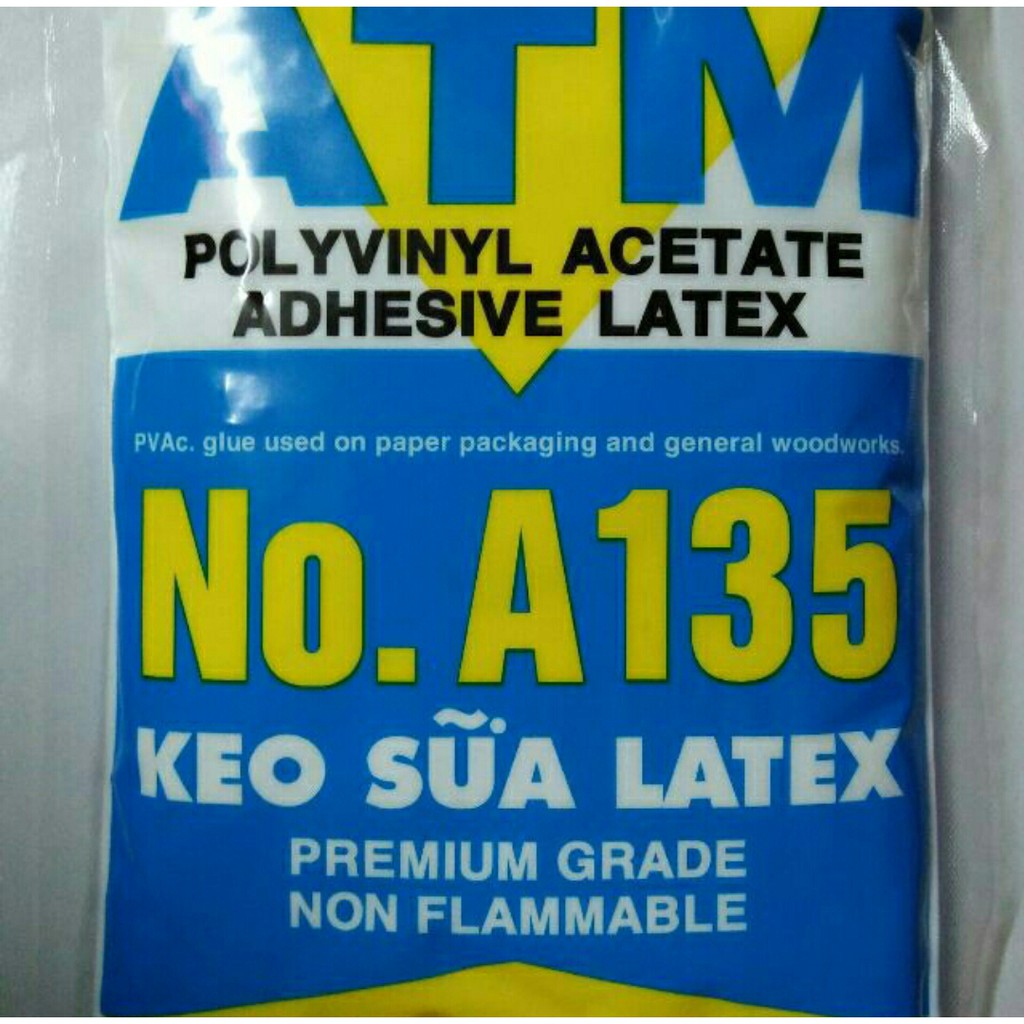 ATM
POLYVINYL ACETATE
ADHESIVE LATEX
PVAc. glue used on paper packaging and general woodworks.
No. A135
KEO SỮA LATEX
PREMIUM GRADE
NON FLAMMABLE